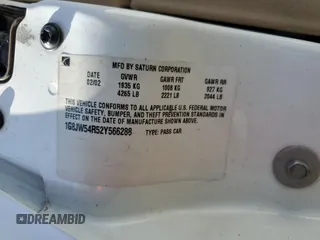 MFD BY SATURN CORPORATION
DATE GVWR GAWR FRT GAWR RR
02/02 1935 KG 1008 KG 927 KG
4265 LB 2221 LB 2044 LB
THIS VEHICLE CONFORMS TO ALL APPLICABLE U.S. FEDERAL MOTOR
VEHICLE SAFETY, BUMPER, AND THEFT PREVENTION STANDARDS
IN EFFECT ON THE DATE OF MANUFACTURE SHOWN ABOVE.
1G8JW54R52Y566288 TYPE: PASS CAR
DREAMBID